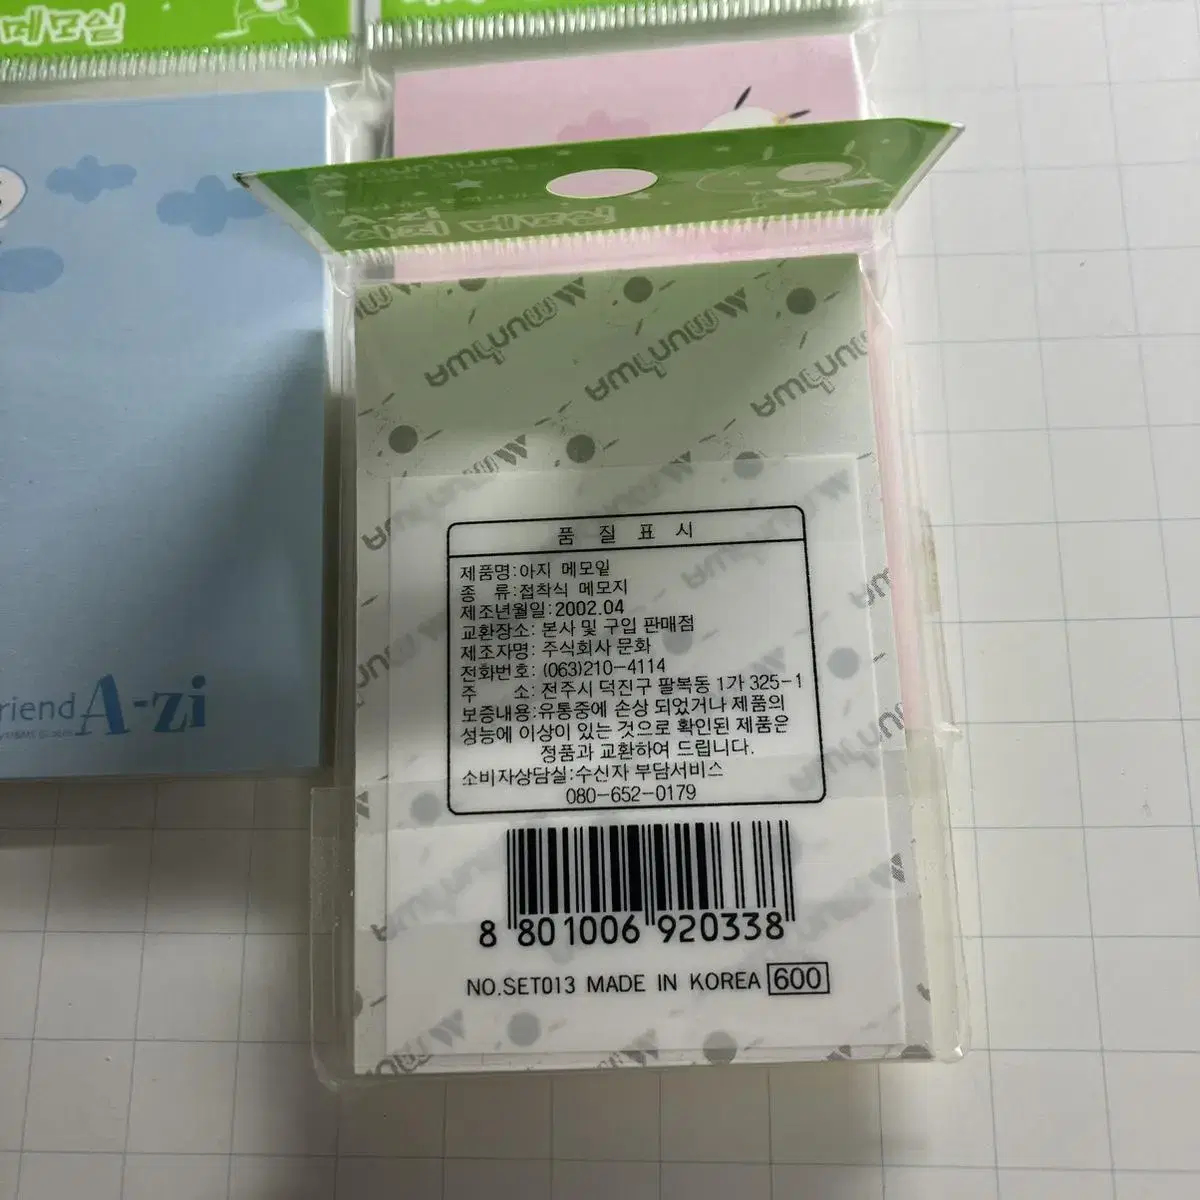 메모잎
A-zi
아지 메모잎
riend A-zi
Munhwa
Munhwa
Munhwa
품 질 표 시
제품명:아지 메모잎
종 류:접착식 메모지
제조년월일:2002.04
교환장소: 본사 및 구입 판매점
제조자명: 주식회사 문화
전화번호: (063)210-4114
주 소: 전주시 덕진구 팔복동 1가 325-1
보증내용:유통중에 손상 되었거나 제품의
성능에 이상이 있는 것으로 확인된 제품은
정품과 교환하여 드립니다.
소비자상담실:수신자 부담서비스
080-652-0179
8 801006 920338
NO.SET013 MADE IN KOREA 600